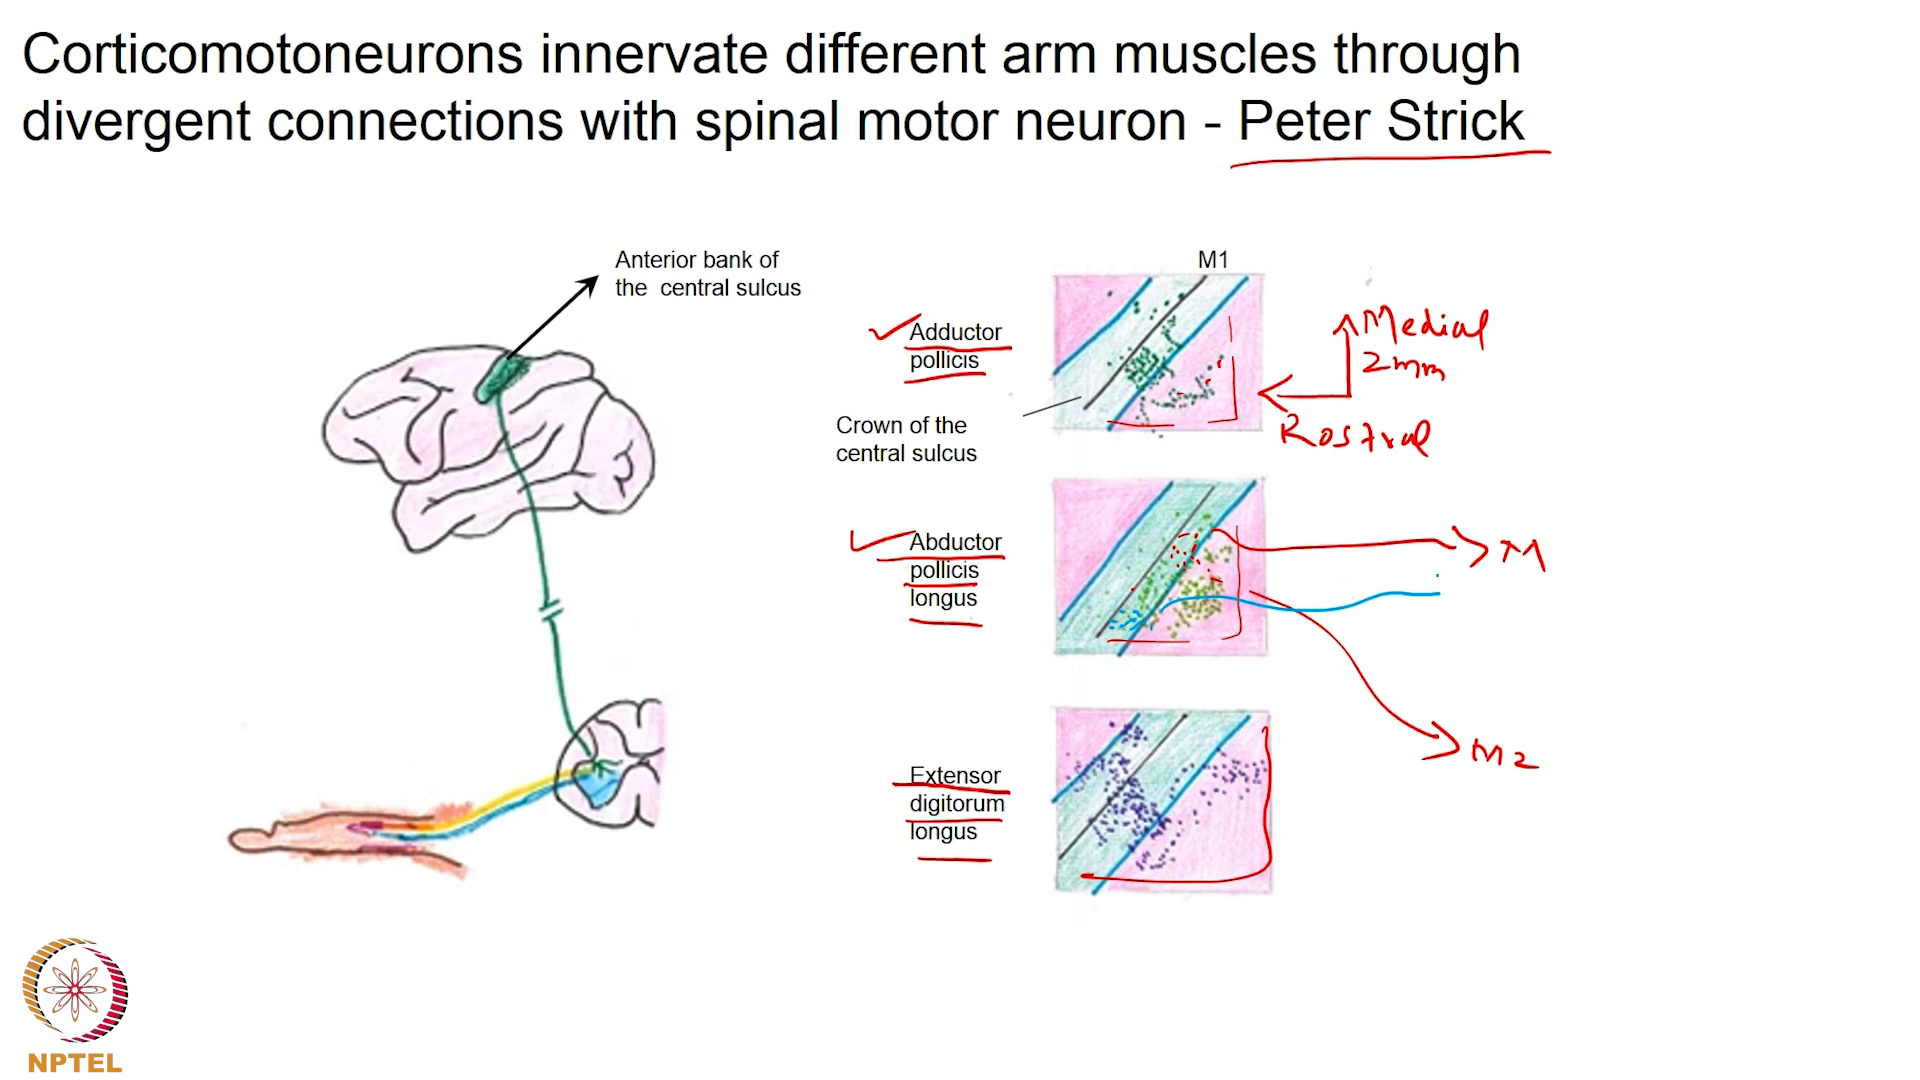 Corticomotoneurons innervate different arm muscles through
divergent connections with spinal motor neuron - Peter Strick
Anterior bank of
the central sulcus
M1
Adductor
pollicis
Medial
2mm
Rostral
Crown of the
central sulcus
Abductor
pollicis
longus
M
Extensor
digitorum
longus
M2
NPTEL